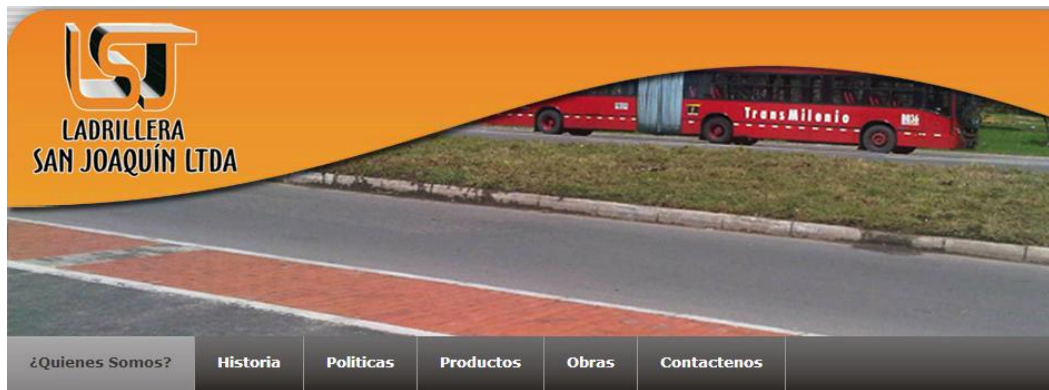 LSJ
LADRILLERA
SAN JOAQUÍN LTDA
TransMilenio
¿Quienes Somos?
Historia
Politicas
Productos
Obras
Contactenos